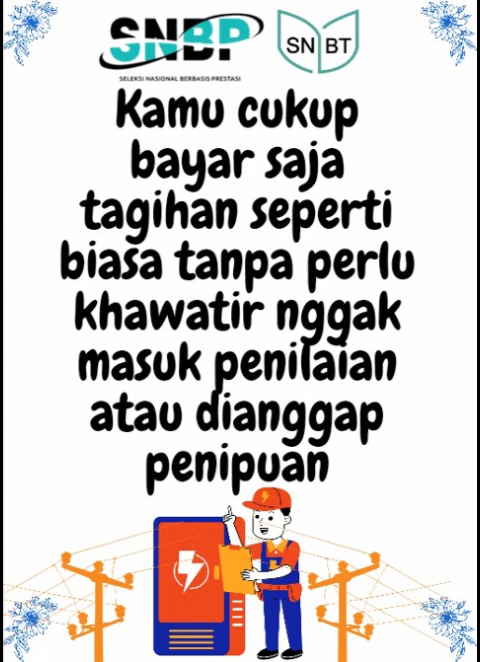 SNBP
SN BT
SELEKSI NASIONAL BERBASIS PRESTASI
Kamu cukup
bayar saja
tagihan seperti
biasa tanpa perlu
khawatir nggak
masuk penilaian
atau dianggap
penipuan